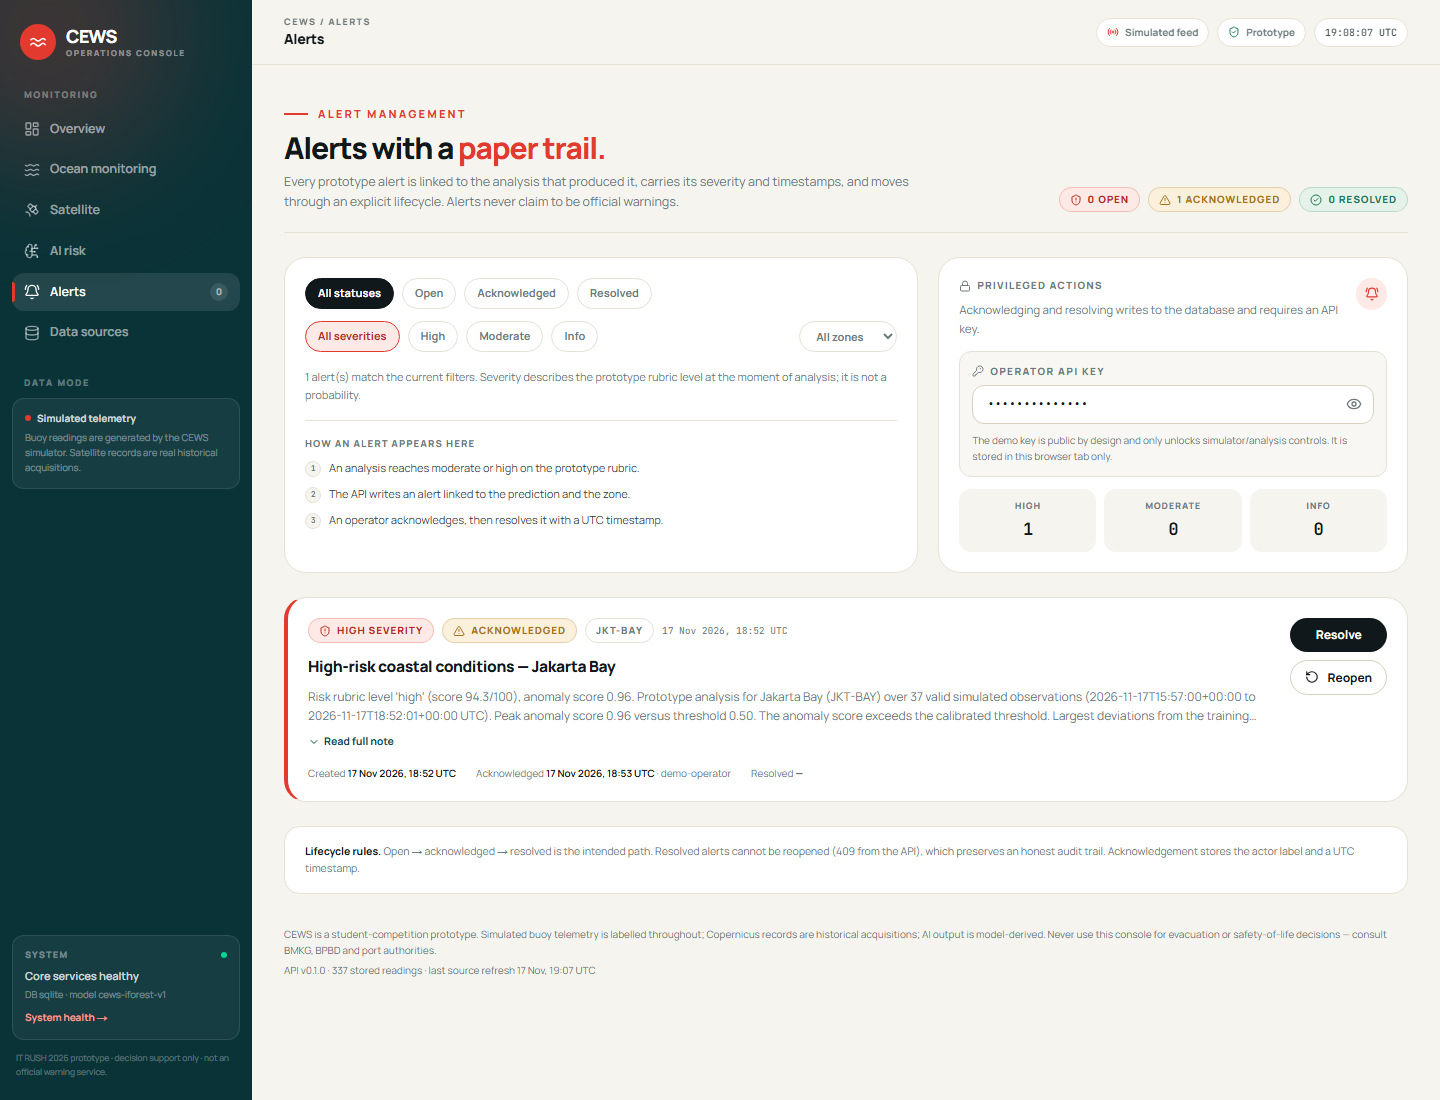 CEWS
OPERATIONS CONSOLE
MONITORING
Overview
Ocean monitoring
Satellite
AI risk
Alerts 0
Data sources
DATA MODE
Simulated telemetry
Buoy readings are generated by the CEWS
simulator. Satellite records are real historical
acquisitions.
SYSTEM
Core services healthy
DB sqlite · model cews-iforest-v1
System health →
IT RUSH 2026 prototype · decision support only · not an
official warning service.
CEWS / ALERTS
Alerts
Simulated feed
Prototype
19:08:07 UTC
ALERT MANAGEMENT
Alerts with a paper trail.
Every prototype alert is linked to the analysis that produced it, carries its severity and timestamps, and moves
through an explicit lifecycle. Alerts never claim to be official warnings.
0 OPEN
1 ACKNOWLEDGED
0 RESOLVED
All statuses
Open
Acknowledged
Resolved
All severities
High
Moderate
Info
All zones
1 alert(s) match the current filters. Severity describes the prototype rubric level at the moment of analysis; it is not a
probability.
HOW AN ALERT APPEARS HERE
1 An analysis reaches moderate or high on the prototype rubric.
2 The API writes an alert linked to the prediction and the zone.
3 An operator acknowledges, then resolves it with a UTC timestamp.
PRIVILEGED ACTIONS
Acknowledging and resolving writes to the database and requires an API
key.
OPERATOR API KEY
••••••••••••••
The demo key is public by design and only unlocks simulator/analysis controls. It is
stored in this browser tab only.
HIGH
1
MODERATE
0
INFO
0
HIGH SEVERITY
ACKNOWLEDGED
JKT-BAY
17 Nov 2026, 18:52 UTC
High-risk coastal conditions — Jakarta Bay
Risk rubric level 'high' (score 94.3/100), anomaly score 0.96. Prototype analysis for Jakarta Bay (JKT-BAY) over 37 valid simulated observations (2026-11-17T15:57:00+00:00 to
2026-11-17T18:52:01+00:00 UTC). Peak anomaly score 0.96 versus threshold 0.50. The anomaly score exceeds the calibrated threshold. Largest deviations from the training…
Read full note
Created 17 Nov 2026, 18:52 UTC
Acknowledged 17 Nov 2026, 18:53 UTC · demo-operator
Resolved —
Resolve
Reopen
Lifecycle rules. Open → acknowledged → resolved is the intended path. Resolved alerts cannot be reopened (409 from the API), which preserves an honest audit trail. Acknowledgement stores the actor label and a UTC
timestamp.
CEWS is a student-competition prototype. Simulated buoy telemetry is labelled throughout; Copernicus records are historical acquisitions; AI output is model-derived. Never use this console for evacuation or safety-of-life decisions — consult
BMKG, BPBD and port authorities.
API v0.1.0 · 337 stored readings · last source refresh 17 Nov, 19:07 UTC